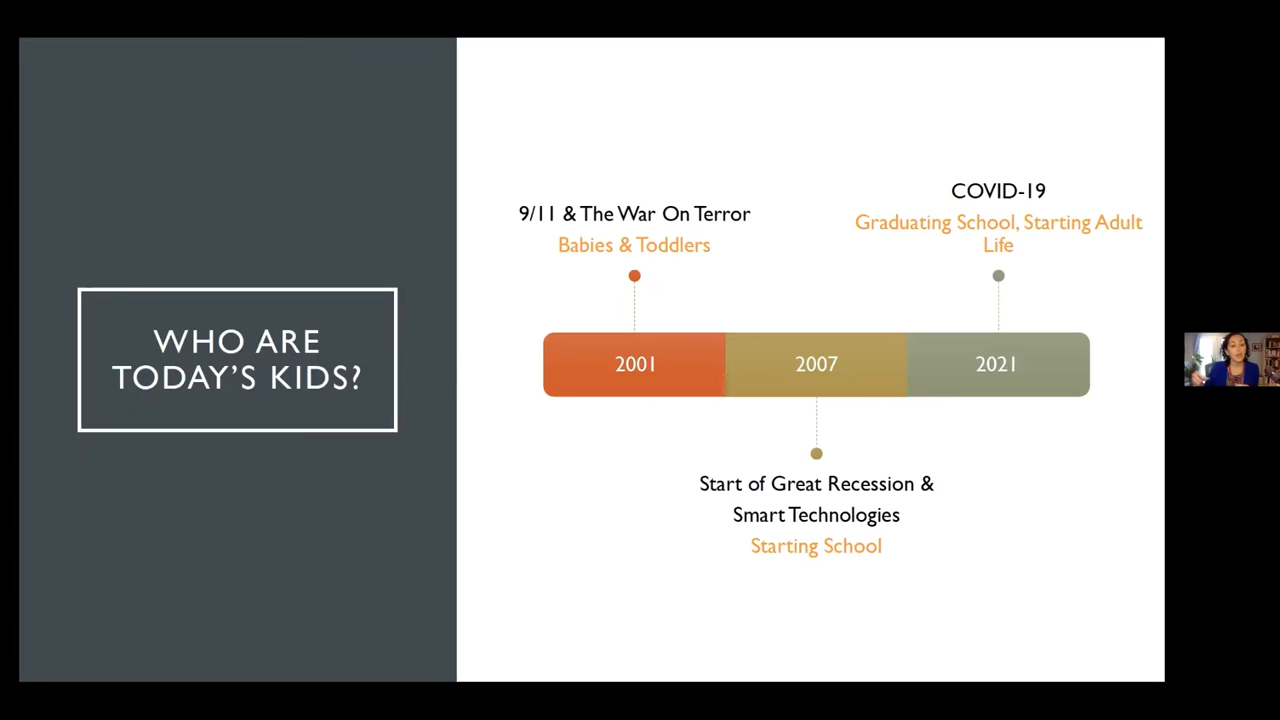 WHO ARE
TODAY'S KIDS?
9/11 & The War On Terror
Babies & Toddlers
COVID-19
Graduating School, Starting Adult
Life
2001
2007
2021
Start of Great Recession &
Smart Technologies
Starting School